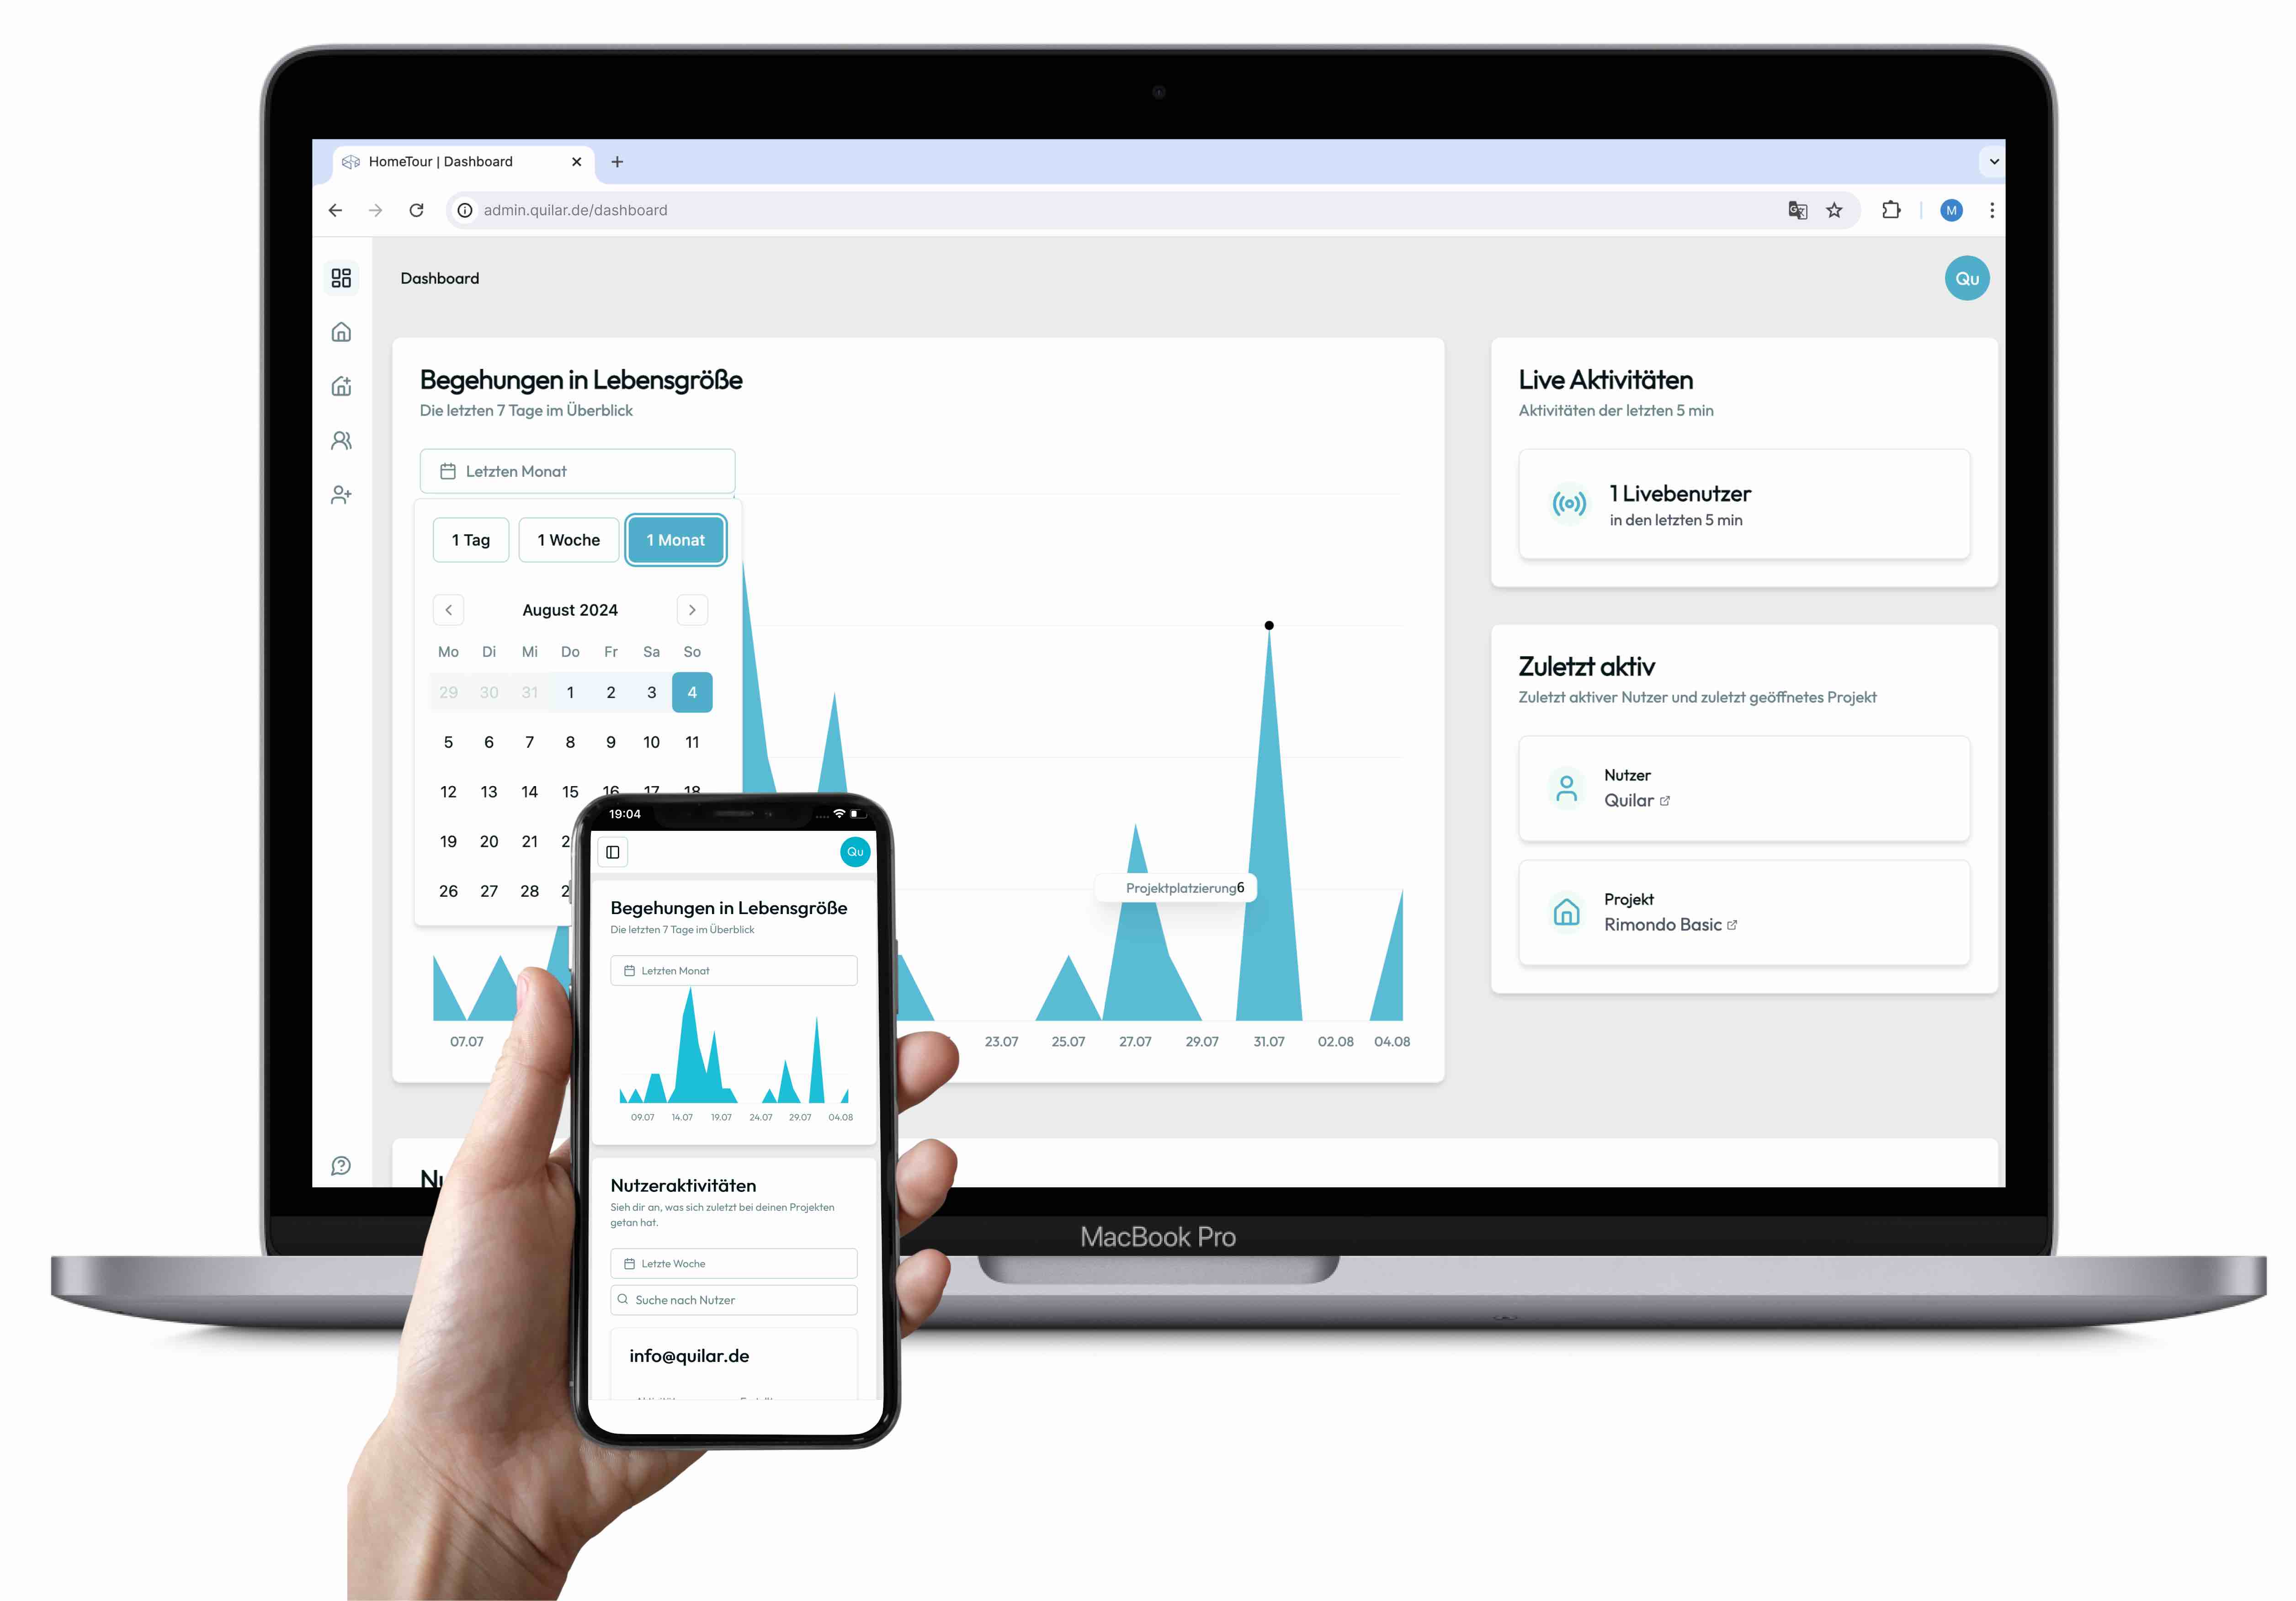 HomeTour | Dashboard
admin.quilar.de/dashboard
M
Dashboard
Qu
Begehungen in Lebensgröße
Die letzten 7 Tage im Überblick
Letzten Monat
1 Tag 1 Woche 1 Monat
August 2024
Mo Di Mi Do Fr Sa So
29 30 31 1 2 3 4
5 6 7 8 9 10 11
12 13 14 15 16 17 18
19 20 21
26 27 28
Projektplatzierung6
07.07 23.07 25.07 27.07 29.07 31.07 02.08 04.08
Live Aktivitäten
Aktivitäten der letzten 5 min
1 Livebenutzer
in den letzten 5 min
Zuletzt aktiv
Zuletzt aktiver Nutzer und zuletzt geöffnetes Projekt
Nutzer
Quilar
Projekt
Rimondo Basic
MacBook Pro
19:04
Qu
Begehungen in Lebensgröße
Die letzten 7 Tage im Überblick
Letzten Monat
09.07 14.07 19.07 24.07 29.07 04.08
Nutzeraktivitäten
Sieh dir an, was sich zuletzt bei deinen Projekten
getan hat.
Letzte Woche
Suche nach Nutzer
info@quilar.de